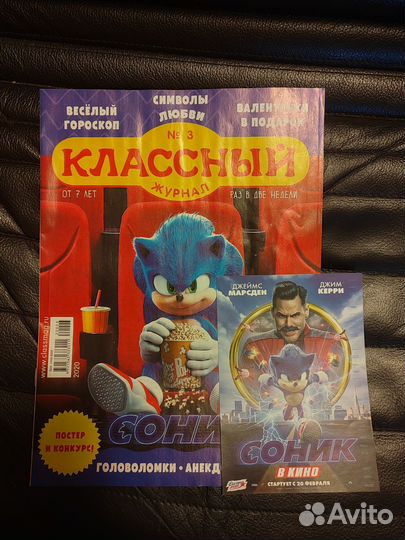 ВЕСЁЛЫЙ
ГОРОСКОП
СИМВОЛЫ
ЛЮБВИ
ВАЛЕНТИНКИ
В ПОДАРОК
№ 3
КЛАССНЫЙ
ЖУРНАЛ
ОТ 7 ЛЕТ
РАЗ В ДВЕ НЕДЕЛИ
www.classmag.ru
2020
ПОСТЕР
И КОНКУРС!
СОНИК
ГОЛОВОЛОМКИ • АНЕКД
ДЖЕЙМС
МАРСДЕН
ДЖИМ
КЕРРИ
СОНИК
В КИНО
СТАРТУЕТ С 20 ФЕВРАЛЯ
Avito